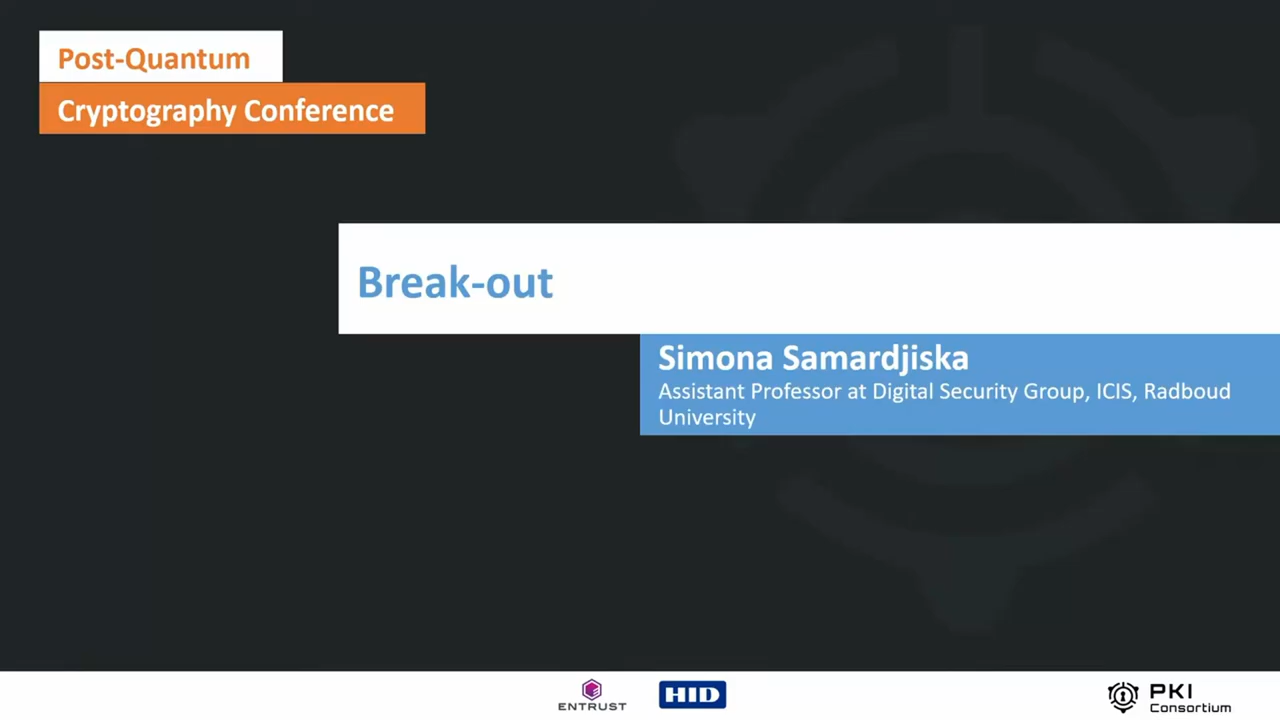 Post-Quantum
Cryptography Conference
Break-out
Simona Samardjiska
Assistant Professor at Digital Security Group, ICIS, Radboud
University
ENTRUST
HID
PKI
Consortium